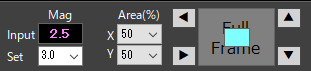 Mag Area(%)
Input 2.5 X 50
Set 3.0 Y 50
Full
Frame